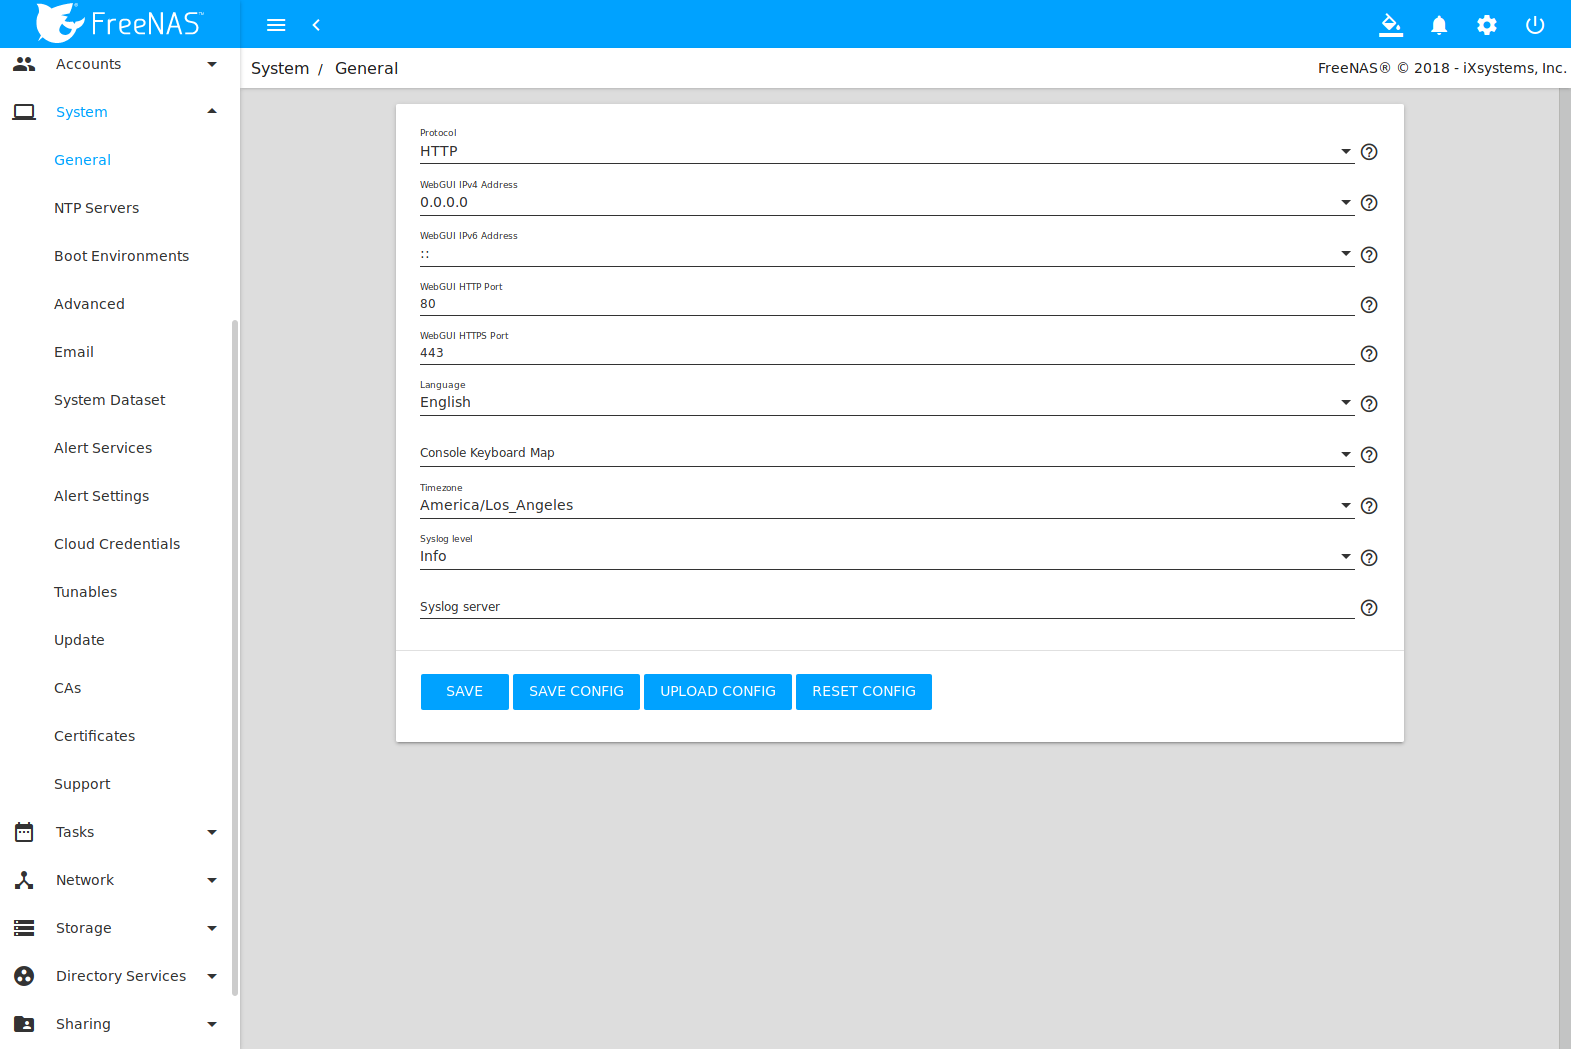 FreeNAS™
System / General
FreeNAS® © 2018 - iXsystems, Inc.
Accounts
System
General
NTP Servers
Boot Environments
Advanced
Email
System Dataset
Alert Services
Alert Settings
Cloud Credentials
Tunables
Update
CAs
Certificates
Support
Tasks
Network
Storage
Directory Services
Sharing
Protocol
HTTP
WebGUI IPv4 Address
0.0.0.0
WebGUI IPv6 Address
::
WebGUI HTTP Port
80
WebGUI HTTPS Port
443
Language
English
Console Keyboard Map
Timezone
America/Los_Angeles
Syslog level
Info
Syslog server
SAVE SAVE CONFIG UPLOAD CONFIG RESET CONFIG